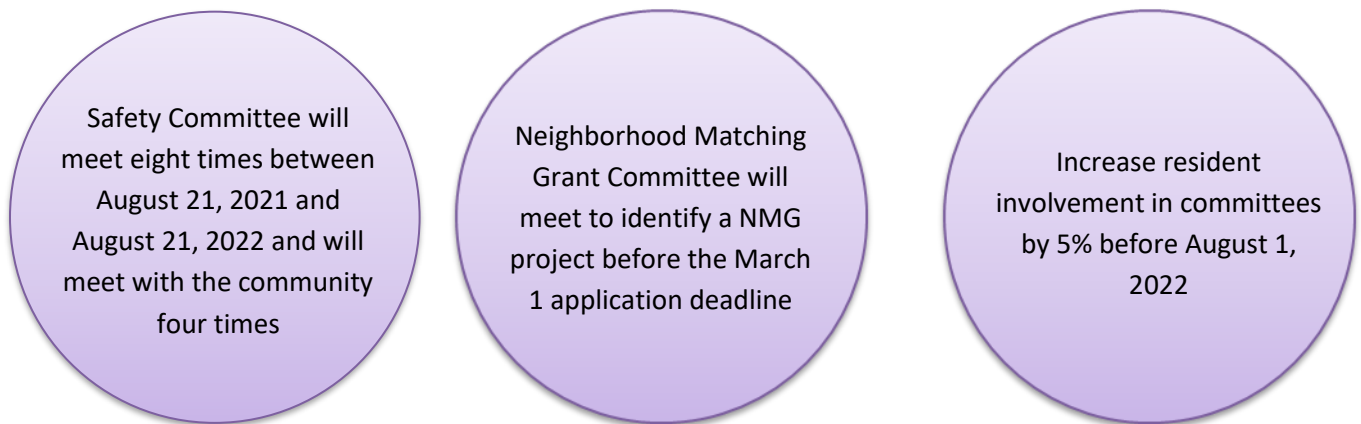 Safety Committee will
meet eight times between
August 21, 2021 and
August 21, 2022 and will
meet with the community
four times
Neighborhood Matching
Grant Committee will
meet to identify a NMG
project before the March
1 application deadline
Increase resident
involvement in committees
by 5% before August 1,
2022